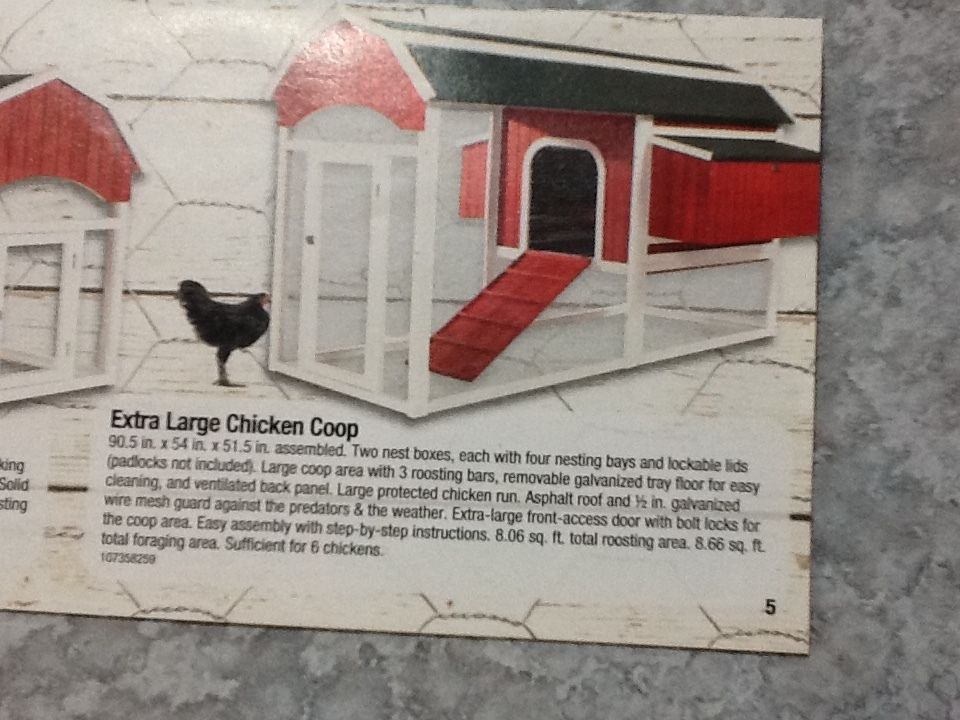 Extra Large Chicken Coop
90.5 in. x 54 in. x 51.5 in. assembled. Two nest boxes, each with four nesting bays and lockable lids
(padlocks not included). Large coop area with 3 roosting bars, removable galvanized tray floor for easy
cleaning, and ventilated back panel. Large protected chicken run. Asphalt roof and ½ in. galvanized
wire mesh guard against the predators & the weather. Extra-large front-access door with bolt locks for
the coop area. Easy assembly with step-by-step instructions. 8.06 sq. ft. total roosting area. 8.66 sq. ft.
total foraging area. Sufficient for 6 chickens.
107358259
king
Solid
sting
5